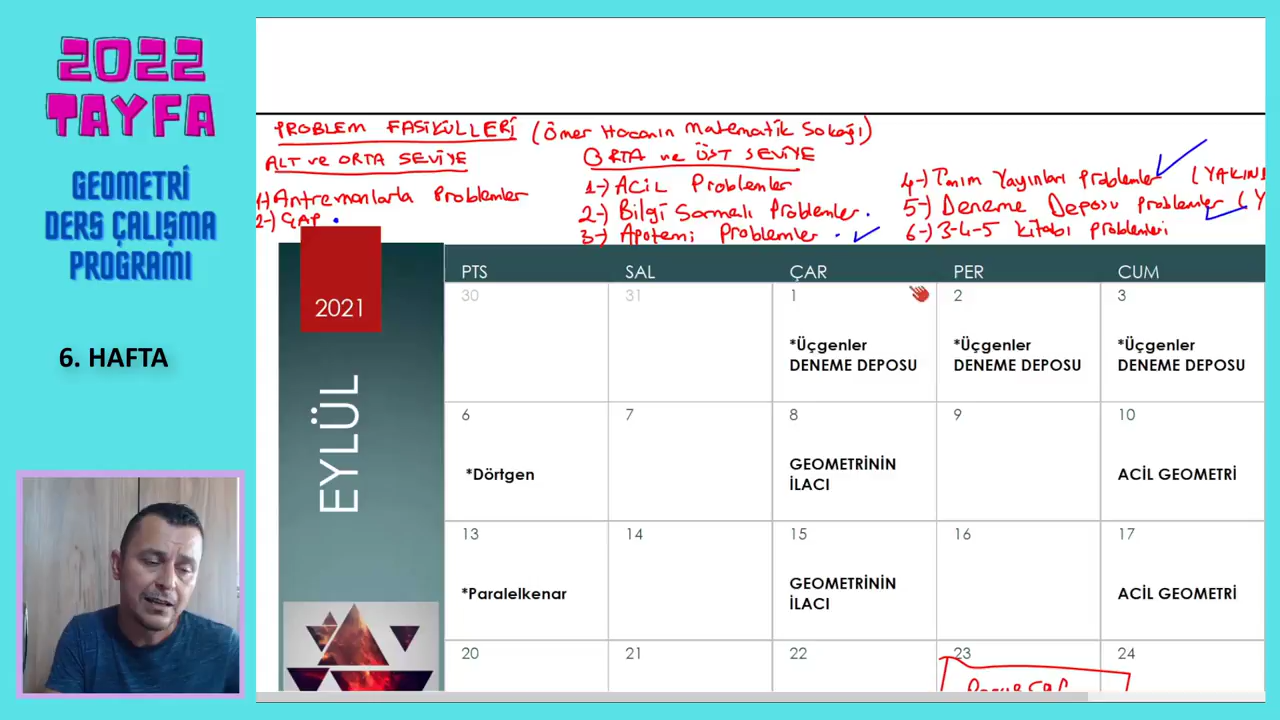 2022
TAYFA
GEOMETRİ
DERS ÇALIŞMA
PROGRAMI
6. HAFTA
PROBLEM FASİKÜLLERİ (Ömer Hocanın Matematik Sokağı)
ALT ve ORTA SEVİYE
1-) Antremanlarla Problemler
2-) ÇAP
ORTA ve ÜST SEVİYE
1-) ACİL Problemler
2-) Bilgi Sarmalı Problemler
3-) Apotemi Problemler
4-) Tanım Yayınları Problemler (YAKIN
5-) Deneme Deposu Problemler (Y
6-) 3-4-5 kitabı problemleri
2021
EYLÜL
PTS SAL ÇAR PER CUM
30 31 1 2 3
*Üçgenler *Üçgenler *Üçgenler
DENEME DEPOSU DENEME DEPOSU DENEME DEPOSU
6 7 8 9 10
*Dörtgen GEOMETRİNİN İLACI ACİL GEOMETRİ
13 14 15 16 17
*Paralelkenar GEOMETRİNİN İLACI ACİL GEOMETRİ
20 21 22 23 24